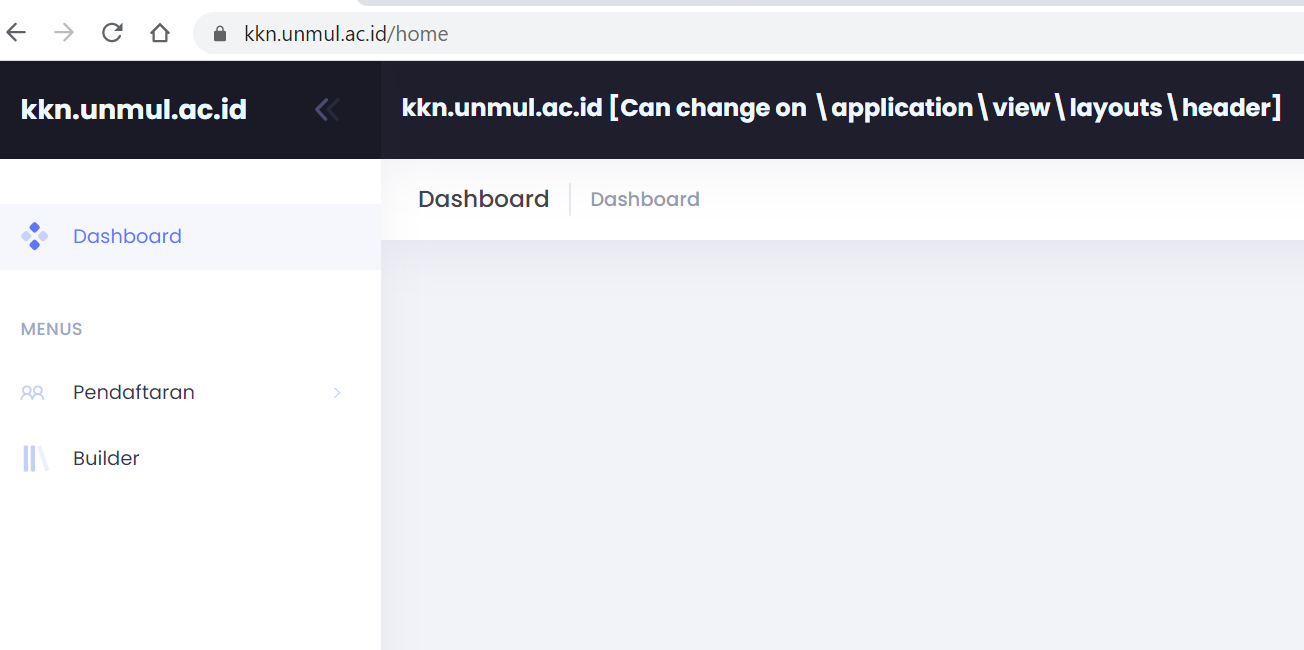 kkn.unmul.ac.id/home
kkn.unmul.ac.id
kkn.unmul.ac.id [Can change on \application\view\layouts\header]
Dashboard
Dashboard
Dashboard
MENUS
Pendaftaran
Builder